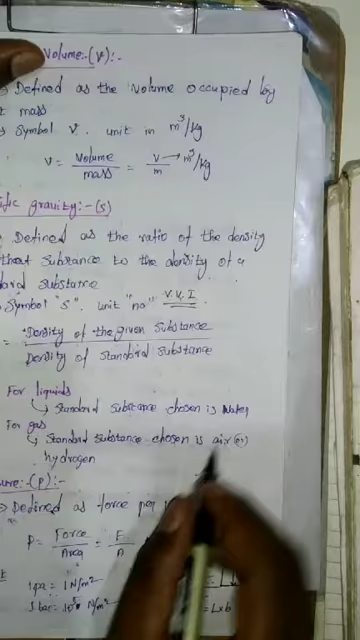 Volume:-(v):-
Defined as the volume occupied by
mass
Symbol V. unit in m³/kg
V = Volume/mass = V/m → m³/kg
gravity:-(s)
Defined as the ratio of the density
substance to the density of a
substance
Symbol "S". unit "no" V.V.I
= Density of the given substance/Density of standard substance
For liquids
↳ Standard substance chosen is water
For gas
↳ Standard substance chosen is air (or)
hydrogen
(P):-
Defined as force per
P = Force/Area = F/A
1pa = 1 N/m²
1 bar = 10⁵ N/m²
= L×b